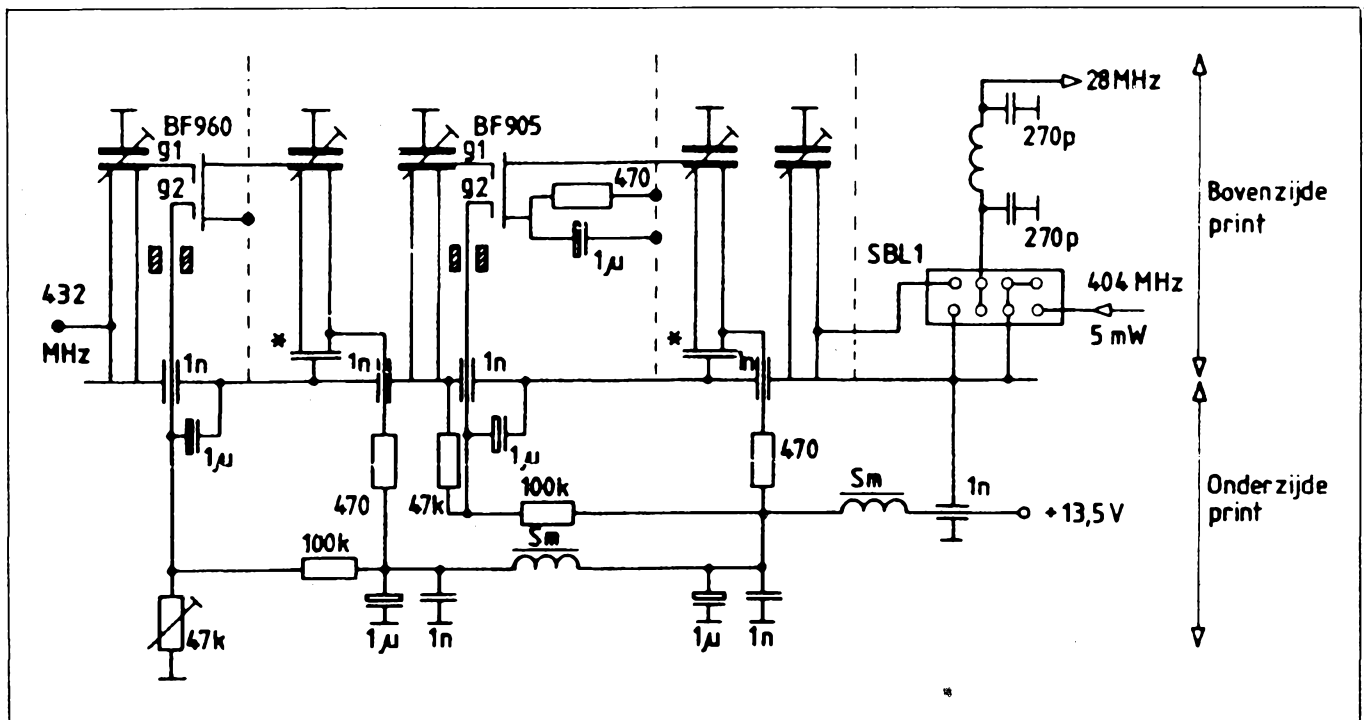 28MHz
BF960
BF905
g1
g1
270p
g2
g2
470
Bovenzijde
print
1µ
270p
SBL1
432
MHz
404 MHz
5 mW
*
*
1n
1n
1n
1n
1µ
1µ
470
470
47k
100k
Sm
1n
+13,5V
Onderzijde
print
100k
Sm
47k
1µ
1n
1µ
1n